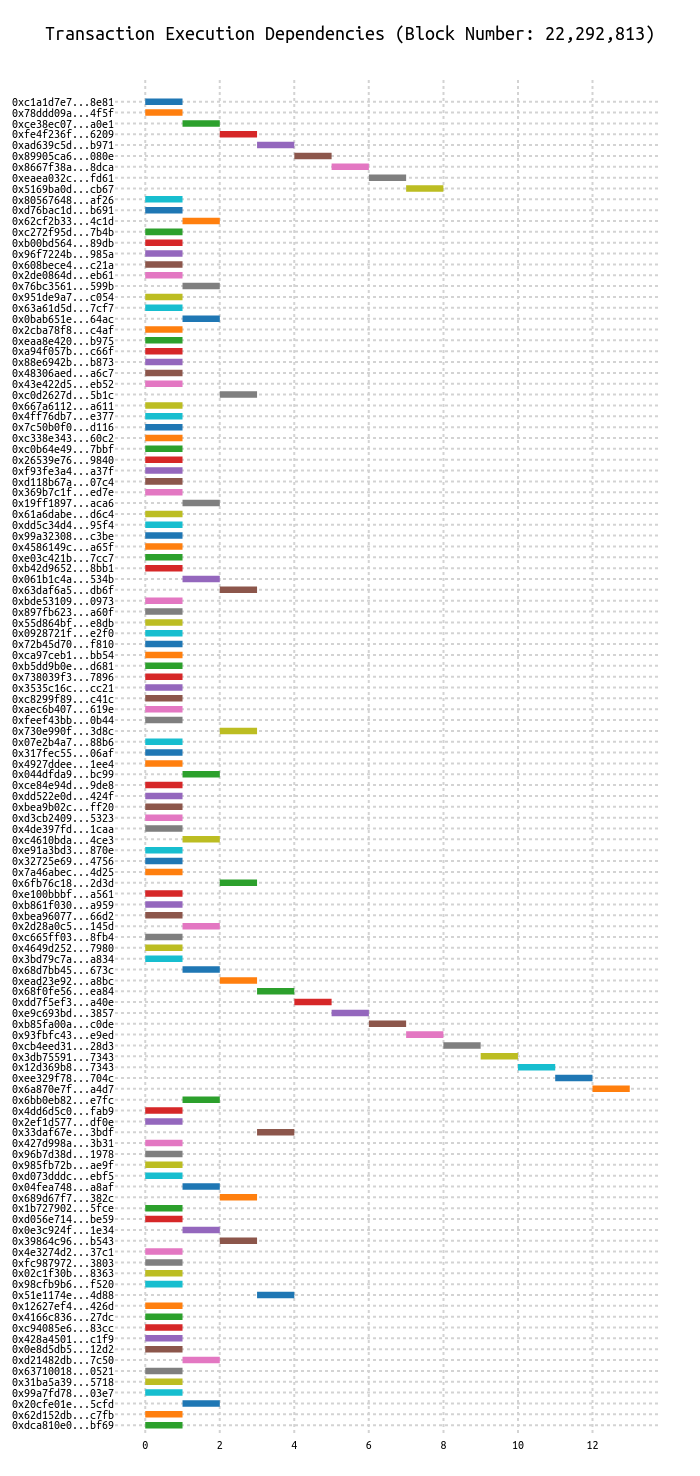 Transaction Execution Dependencies (Block Number: 22,292,813)
0xc1a1d7e7...8e81
0x78ddd09a...4f5f
0xce38ec07...a0e1
0xfe4f236f...6209
0xad639c5d...b971
0x89905ca6...080e
0x8667f38a...8dca
0xeaea032c...fd61
0x5169ba0d...cb67
0x80567648...af26
0xd76bac1d...b691
0x62cf2b33...4c1d
0xc272f95d...7b4b
0xb00bd564...89db
0x96f7224b...985a
0x608bece4...c21a
0x2de0864d...eb61
0x76bc3561...599b
0x951de9a7...c054
0x63a61d5d...7cf7
0x0bab651e...64ac
0x2cba78f8...c4af
0xeaa8e420...b975
0xa94f057b...c66f
0x88e6942b...b873
0x48306aed...a6c7
0x43e422d5...eb52
0xc0d2627d...5b1c
0x667a6112...a611
0x4ff76db7...e377
0x7c50b0f0...d116
0xc338e343...60c2
0xc0b64e49...7bbf
0x26539e76...9840
0xf93fe3a4...a37f
0xd118b67a...07c4
0x369b7c1f...ed7e
0x19ff1897...aca6
0x61a6dabe...d6c4
0xdd5c34d4...95f4
0x99a32308...c3be
0x4586149c...a65f
0xe03c421b...7cc7
0xb42d9652...8bb1
0x061b1c4a...534b
0x63daf6a5...db6f
0xbde53109...0973
0x897fb623...a60f
0x55d864bf...e8db
0x0928721f...e2f0
0x72b45d70...f810
0xca97ceb1...bb54
0xb5dd9b0e...d681
0x738039f3...7896
0x3535c16c...cc21
0xc8299f89...c41c
0xaec6b407...619e
0xfeef43bb...0b44
0x730e990f...3d8c
0x07e2b4a7...88b6
0x317fec55...06af
0x4927ddee...1ee4
0x044dfda9...bc99
0xce84e94d...9de8
0xdd522e0d...424f
0xbea9b02c...ff20
0xd3cb2409...5323
0x4de397fd...1caa
0xc4610bda...4ce3
0xe91a3bd3...870e
0x32725e69...4756
0x7a46abec...4d25
0x6fb76c18...2d3d
0xe100bbbf...a561
0xb861f030...a959
0xbea96077...66d2
0x2d28a0c5...145d
0xc665ff03...8fb4
0x4649d252...7980
0x3bd79c7a...a834
0x68d7bb45...673c
0xead23e92...a8bc
0x68f0fe56...ea84
0xdd7f5ef3...a40e
0xe9c693bd...3857
0xb85fa00a...c0de
0x93fbfc43...e9ed
0xcb4eed31...28d3
0x3db75591...7343
0x12d369b8...7343
0xee329f78...704c
0x6a870e7f...a4d7
0x6bb0eb82...e7fc
0x4dd6d5c0...fab9
0x2ef1d577...df0e
0x33daf67e...3bdf
0x427d998a...3b31
0x96b7d38d...1978
0x985fb72b...ae9f
0xd073dddc...ebf5
0x04fea748...a8af
0x689d67f7...382c
0x1b727902...5fce
0xd056e714...be59
0x0e3c924f...1e34
0x39864c96...b543
0x4e3274d2...37c1
0xfc987972...3803
0x02c1f30b...8363
0x98cfb9b6...f520
0x51e1174e...4d88
0x12627ef4...426d
0x4166c836...27dc
0xc94085e6...83cc
0x428a4501...c1f9
0x0e8d5db5...12d2
0xd21482db...7c50
0x63710018...0521
0x31ba5a39...5718
0x99a7fd78...03e7
0x20cfe01e...5cfd
0x62d152db...c7fb
0xdca810e0...bf69
0 2 4 6 8 10 12